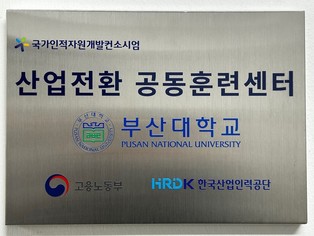 국가인적자원개발컨소시엄
산업전환 공동훈련센터
부산대학교
PUSAN NATIONAL UNIVERSITY
고용노동부
HRDK 한국산업인력공단